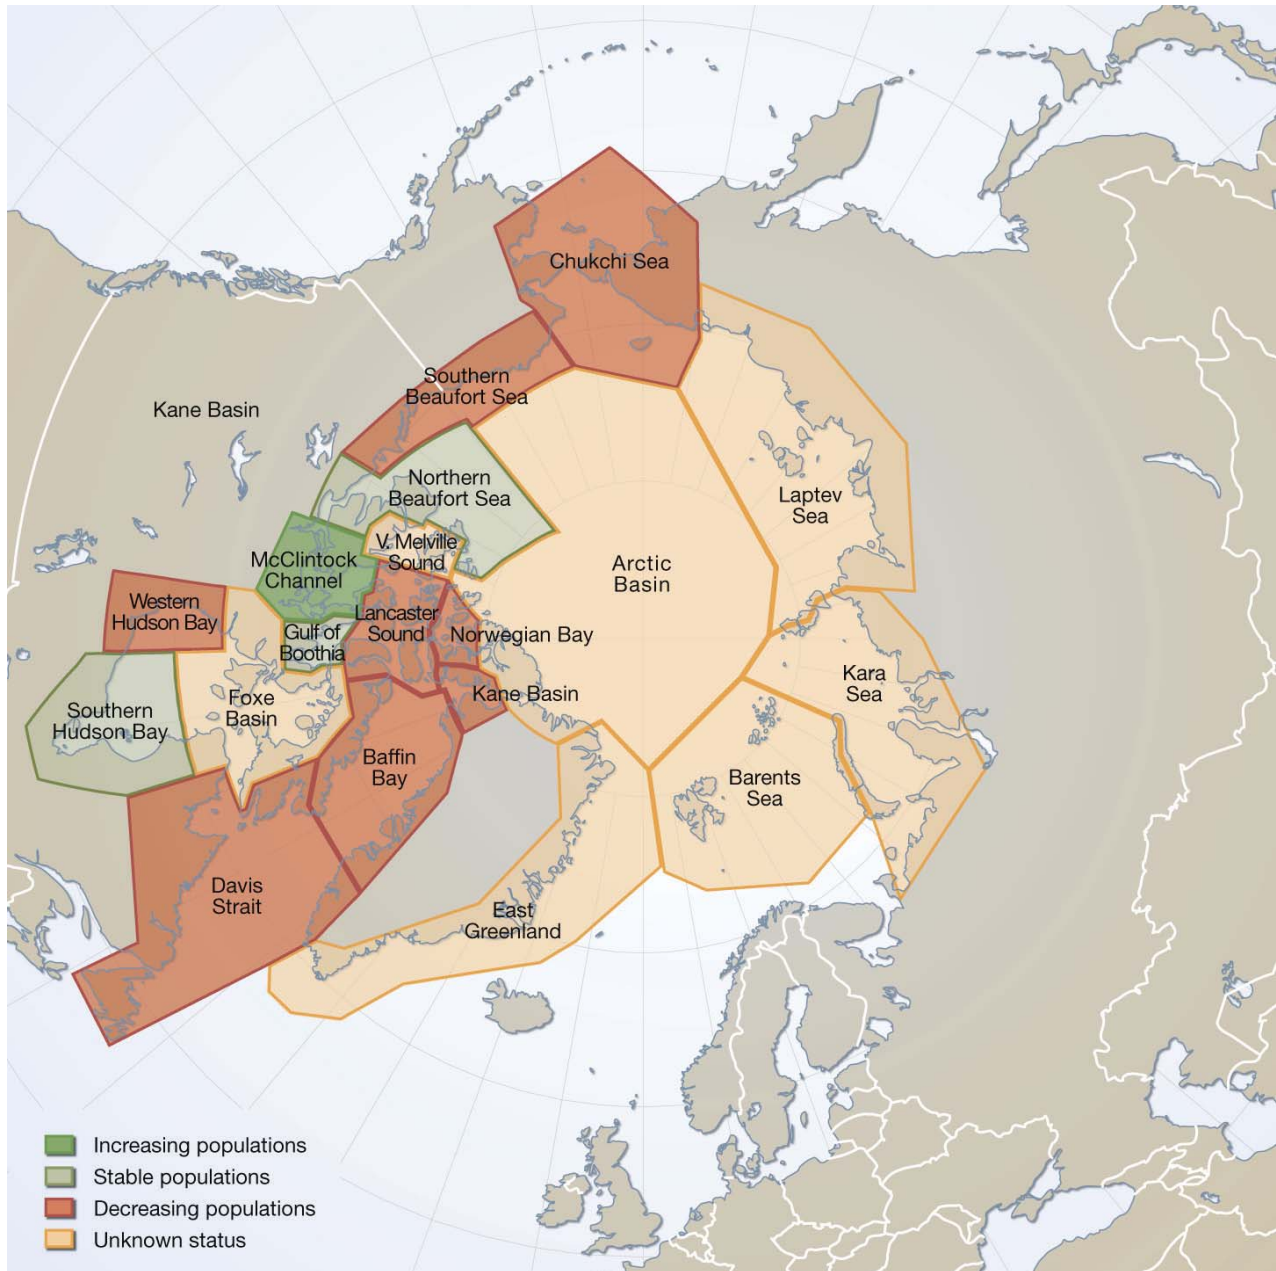 Chukchi Sea
Southern
Beaufort Sea
Kane Basin
Northern
Beaufort Sea
Laptev
Sea
V. Melville
Sound
McClintock
Channel
Arctic
Basin
Western
Hudson Bay
Lancaster
Sound
Gulf of
Boothia
Norwegian Bay
Kara
Sea
Kane Basin
Foxe
Basin
Southern
Hudson Bay
Baffin
Bay
Barents
Sea
Davis
Strait
East
Greenland
Increasing populations
Stable populations
Decreasing populations
Unknown status